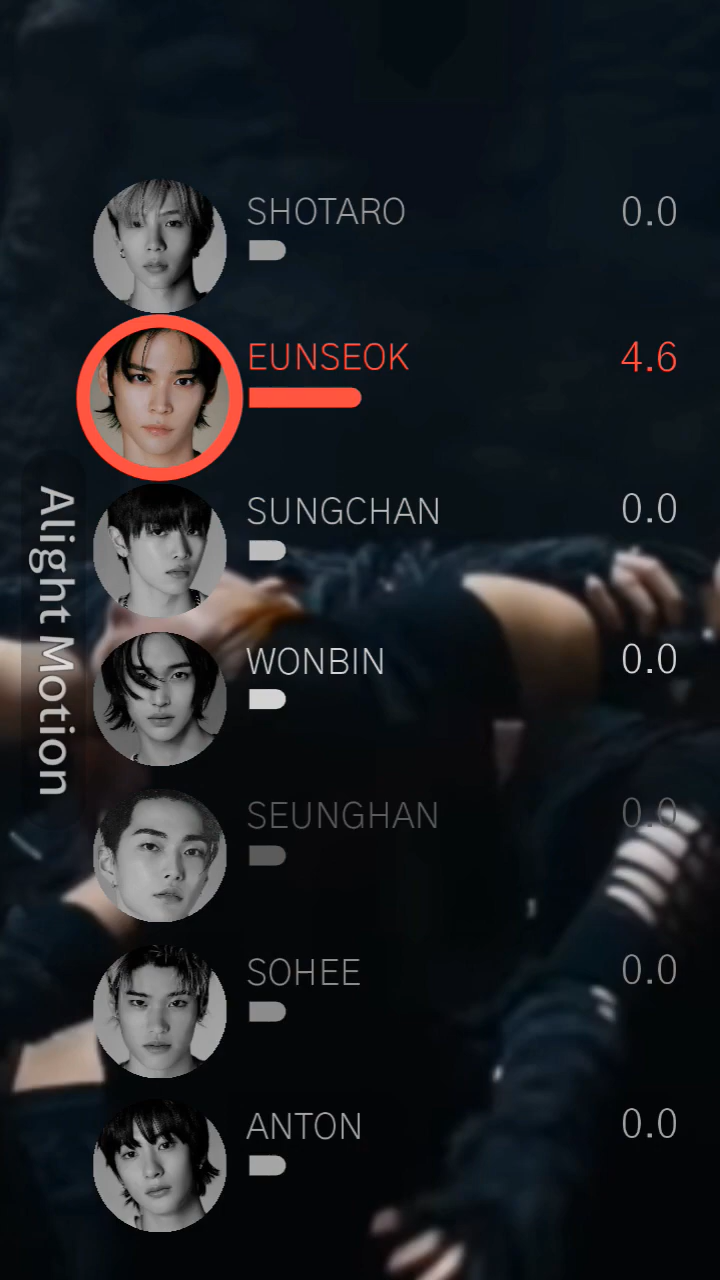 SHOTARO 0.0
EUNSEOK 4.6
SUNGCHAN 0.0
WONBIN 0.0
SEUNGHAN 0.0
SOHEE 0.0
ANTON 0.0
Alight Motion